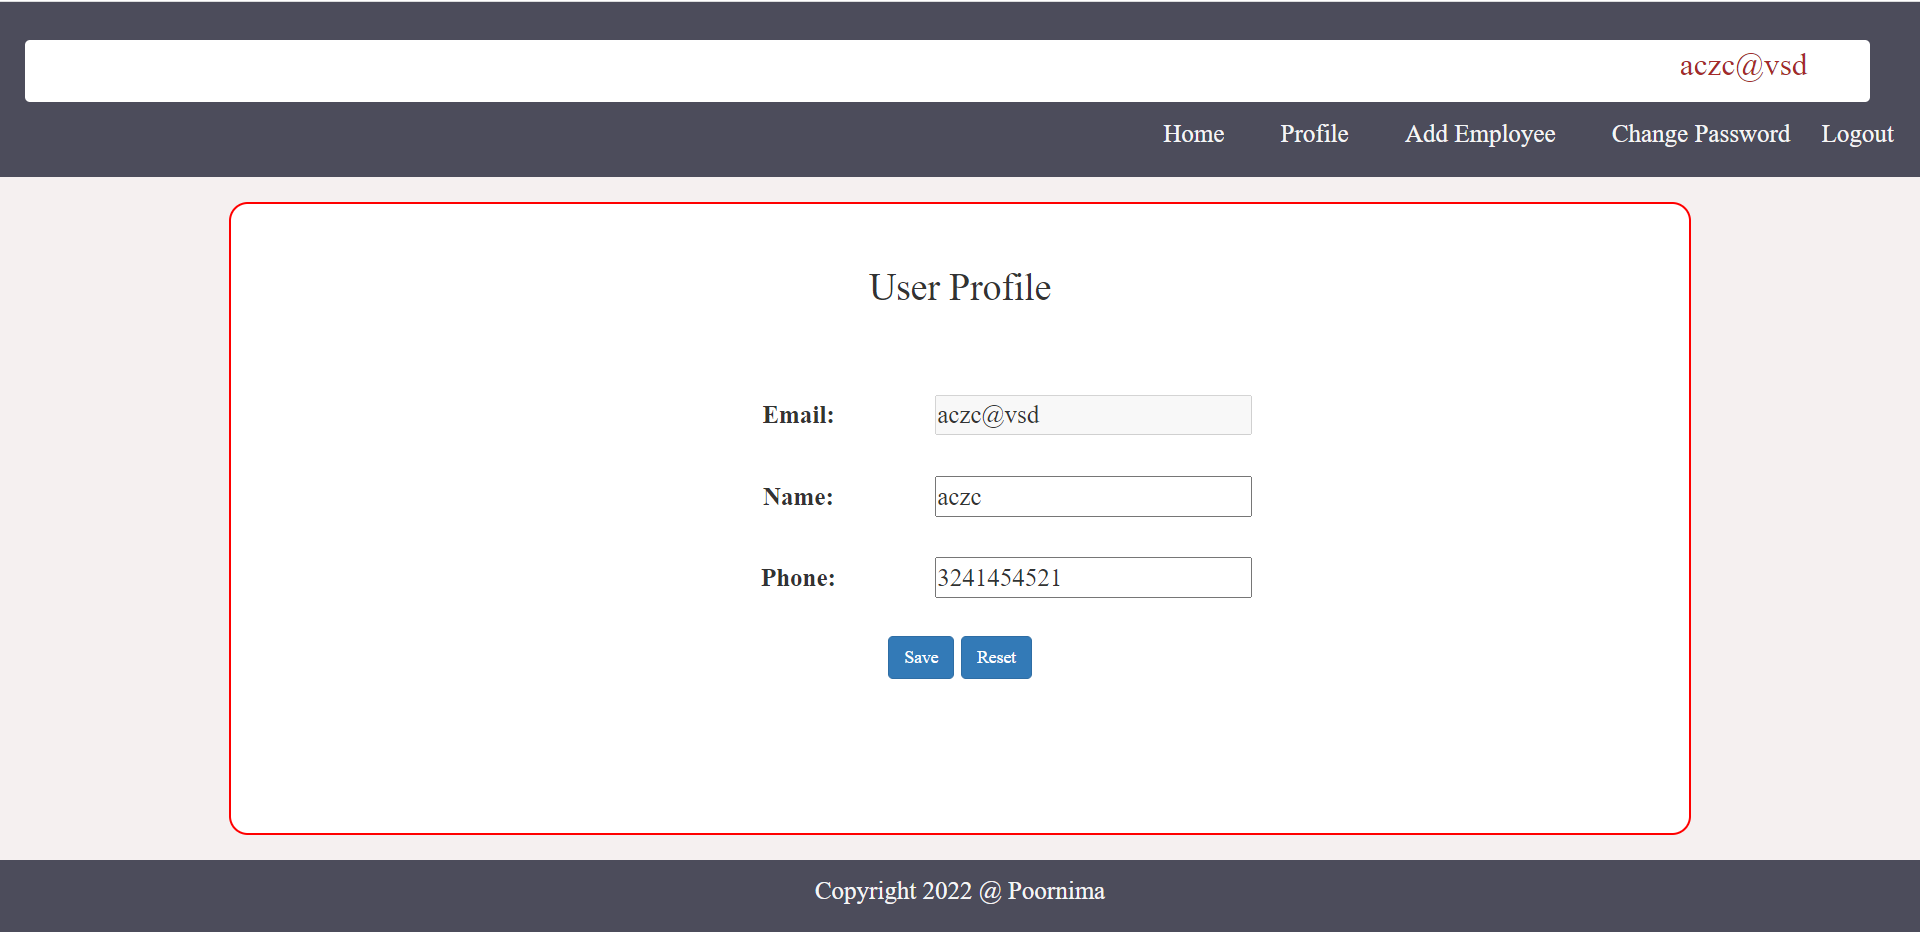 aczc@vsd
Home Profile Add Employee Change Password Logout
User Profile
Email: aczc@vsd
Name: aczc
Phone: 3241454521
Save Reset
Copyright 2022 @ Poornima